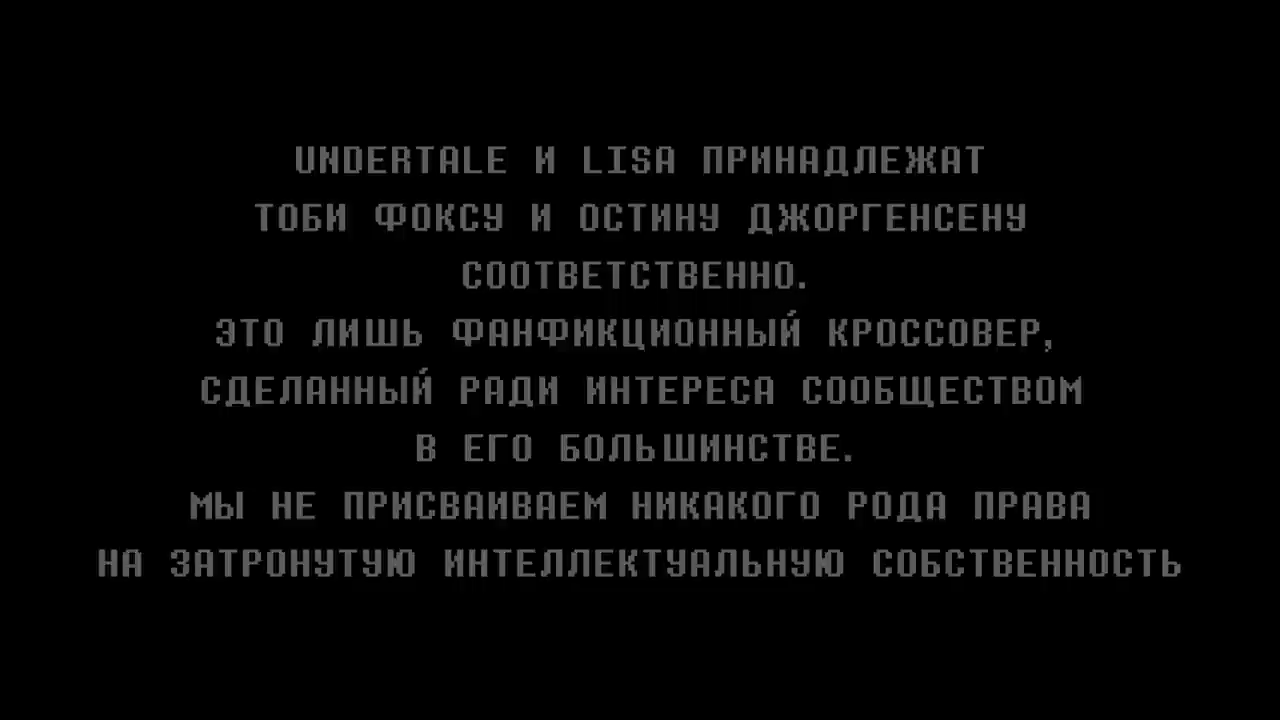 UNDERTALE И LISA ПРИНАДЛЕЖАТ
ТОБИ ФОКСУ И ОСТИНУ ДЖОРГЕНСЕНУ
СООТВЕТСТВЕННО.
ЭТО ЛИШЬ ФАНФИКЦИОННЫЙ КРОССОВЕР,
СДЕЛАННЫЙ РАДИ ИНТЕРЕСА СООБЩЕСТВОМ
В ЕГО БОЛЬШИНСТВЕ.
МЫ НЕ ПРИСВАИВАЕМ НИКАКОГО РОДА ПРАВА
НА ЗАТРОНУТУЮ ИНТЕЛЛЕКТУАЛЬНУЮ СОБСТВЕННОСТЬ